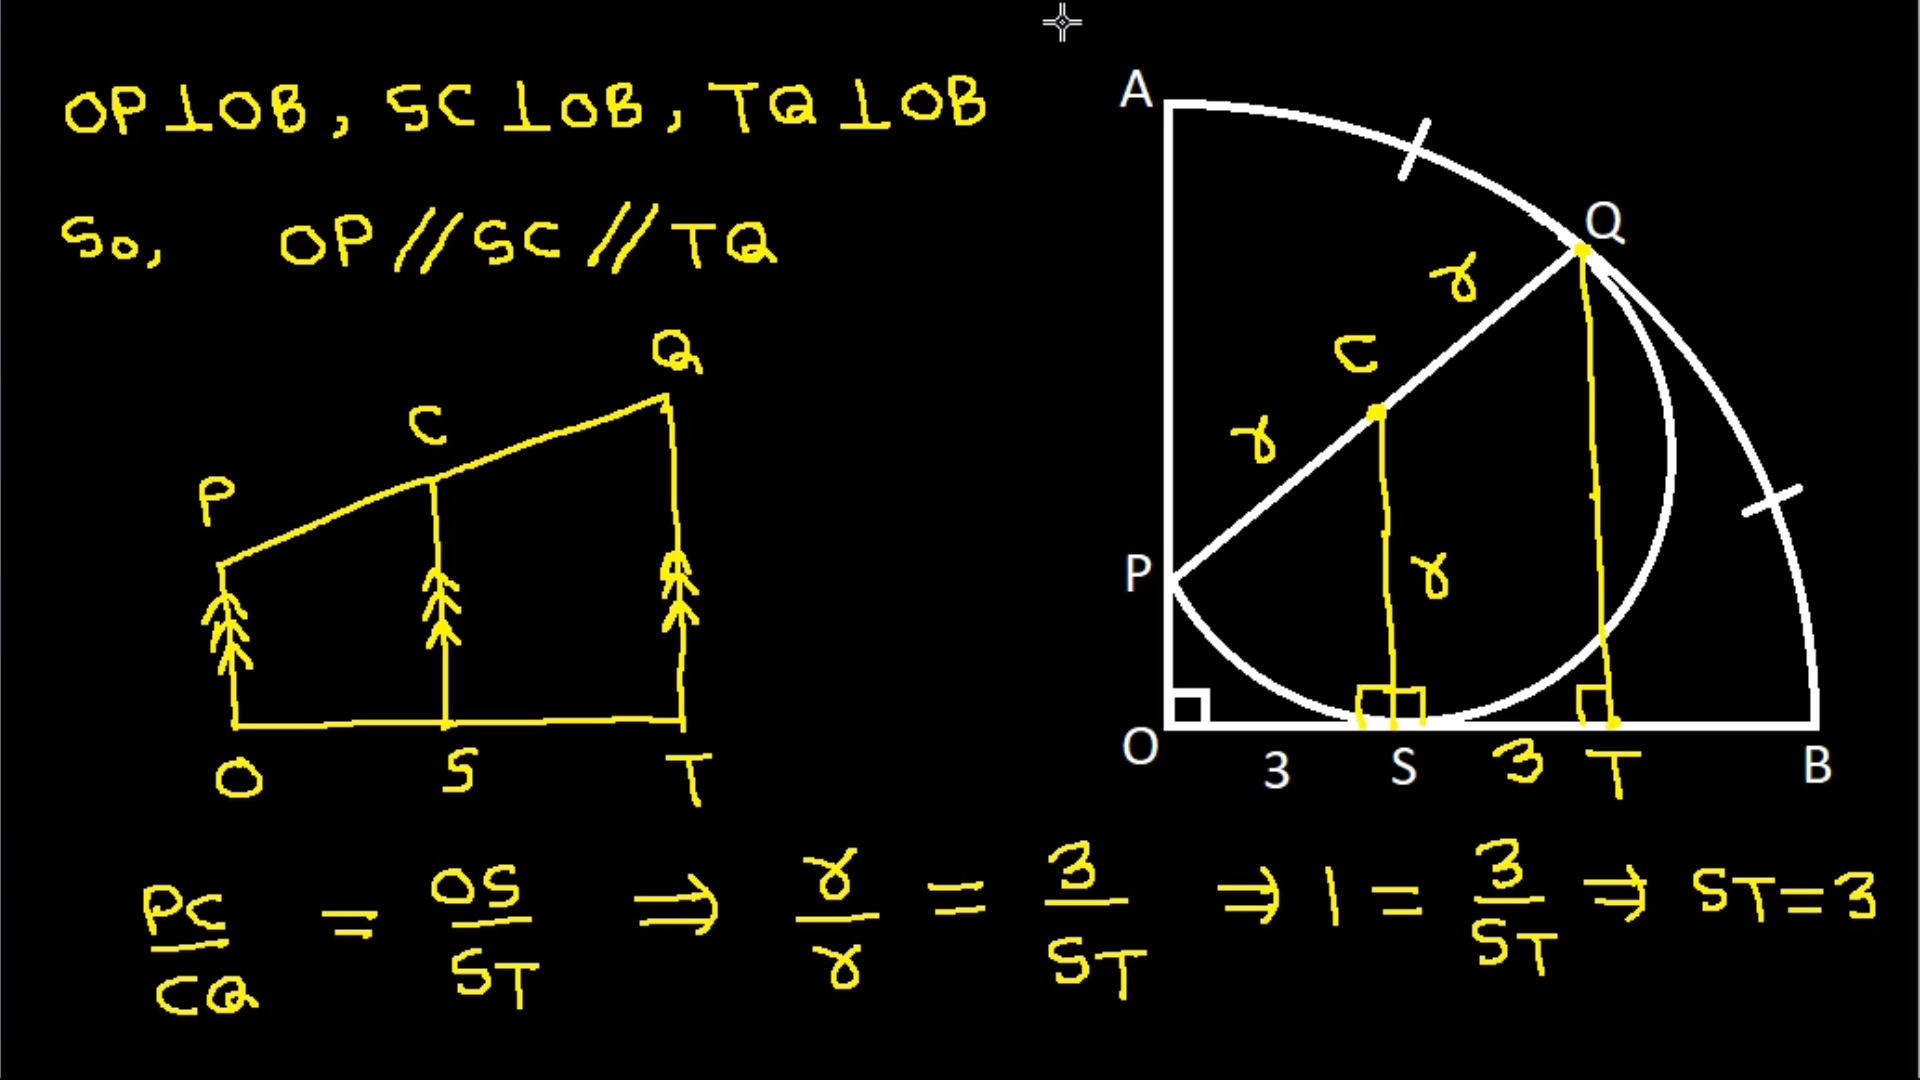 OP⊥OB, SC⊥OB, TQ⊥OB
So, OP // SC // TQ
A
Q
r
C
r
P
r
O
3 S 3 T B
Q
C
P
O S T
PC/CQ = OS/ST ⇒ r/r = 3/ST ⇒ 1 = 3/ST ⇒ ST = 3